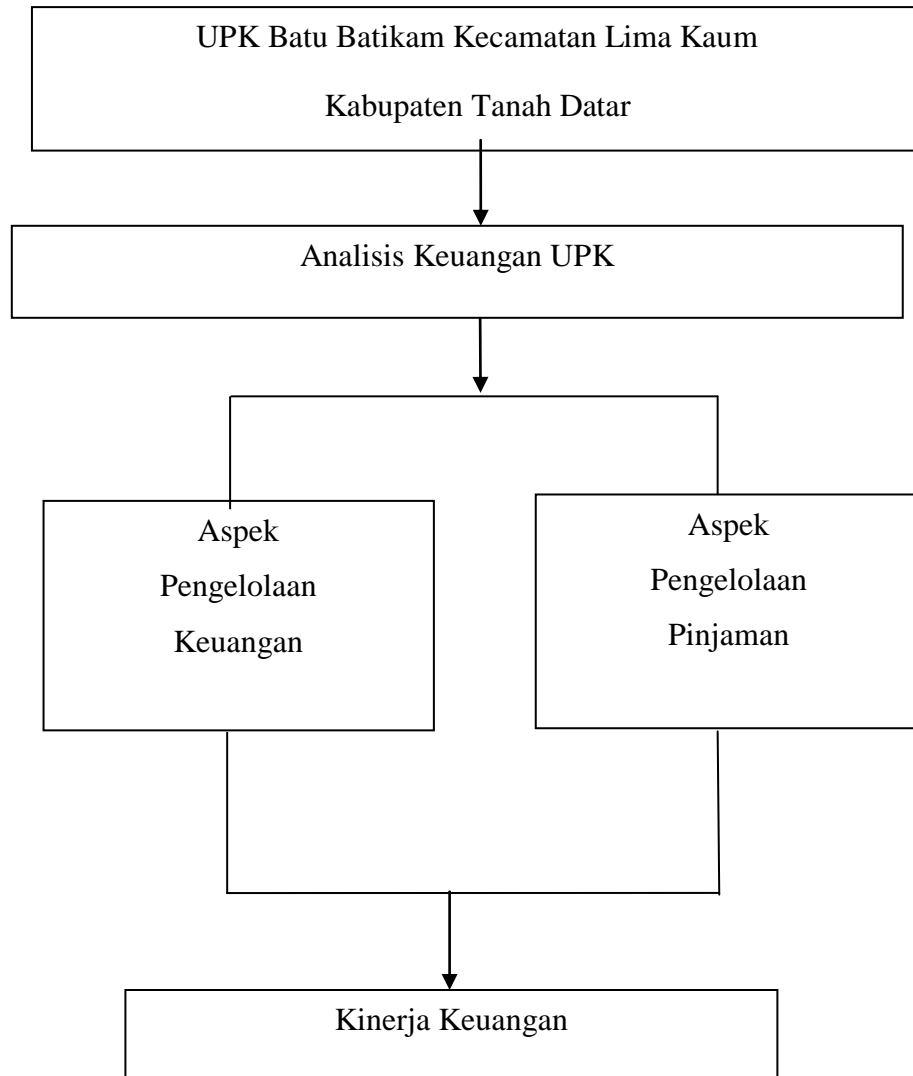 UPK Batu Batikam Kecamatan Lima Kaum
Kabupaten Tanah Datar
Analisis Keuangan UPK
Aspek
Pengelolaan
Keuangan
Aspek
Pengelolaan
Pinjaman
Kinerja Keuangan